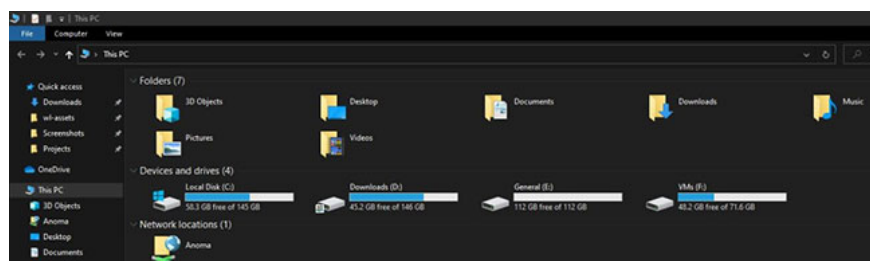 This PC
File Computer View
This PC
Quick access
Downloads
wl-assets
Screenshots
Projects
OneDrive
This PC
3D Objects
Anoma
Desktop
Documents
Folders (7)
3D Objects
Desktop
Documents
Downloads
Music
Pictures
Videos
Devices and drives (4)
Local Disk (C:)
58.3 GB free of 145 GB
Downloads (D:)
45.2 GB free of 146 GB
General (E:)
112 GB free of 112 GB
VMs (F:)
48.2 GB free of 71.6 GB
Network locations (1)
Anoma